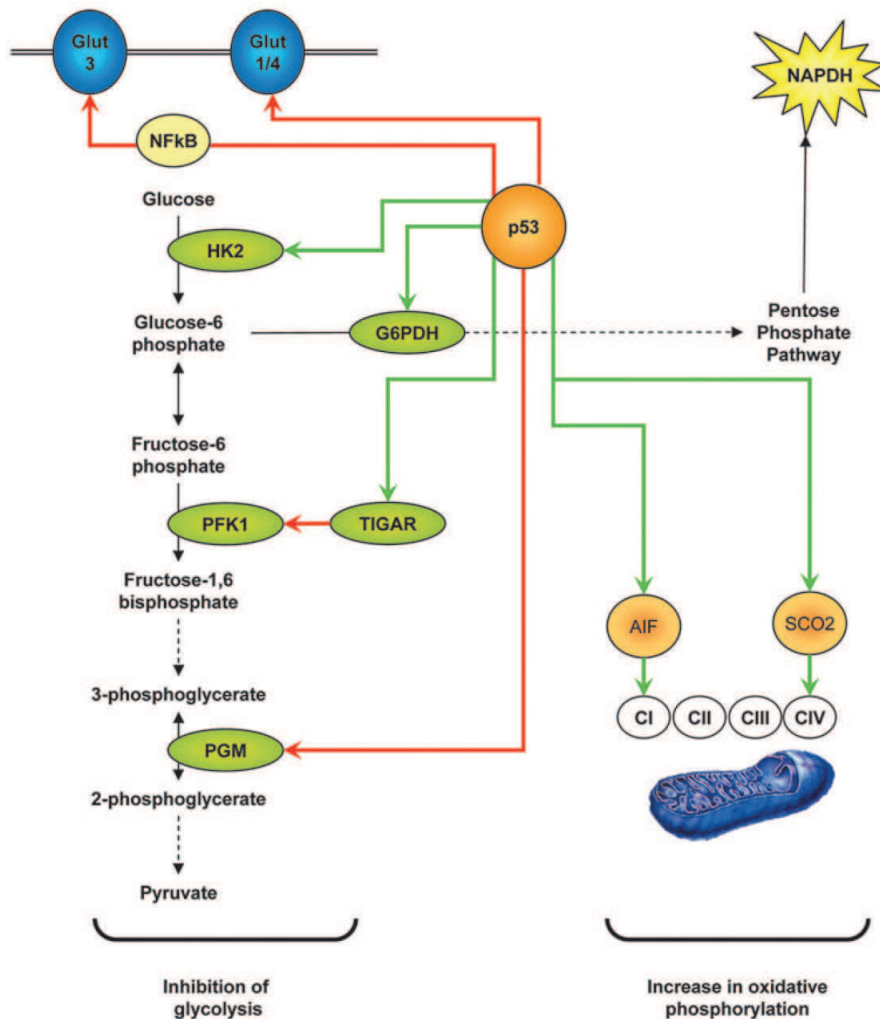 Glut
3
Glut
1/4
NAPDH
NFkB
Glucose
p53
HK2
Glucose-6
phosphate
G6PDH
Pentose
Phosphate
Pathway
Fructose-6
phosphate
PFK1
TIGAR
Fructose-1,6
bisphosphate
AIF
SCO2
3-phosphoglycerate
CI
CII
CIII
CIV
PGM
2-phosphoglycerate
Pyruvate
Inhibition of
glycolysis
Increase in oxidative
phosphorylation